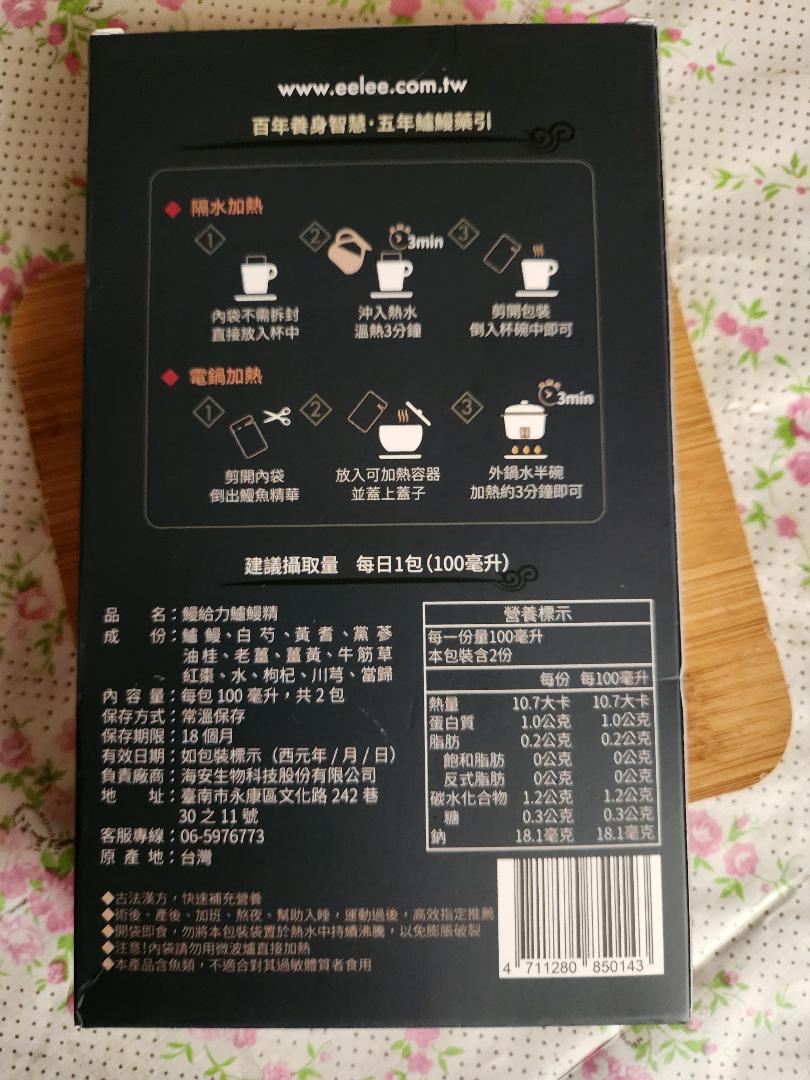 www.eelee.com.tw
百年養身智慧·五年鱸鰻藥引
隔水加熱
1 2 3min 3
內袋不需拆封
直接放入杯中
沖入熱水
溫熱3分鐘
剪開包裝
倒入杯碗中即可
電鍋加熱
1 2 3 3min
剪開內袋
倒出鰻魚精華
放入可加熱容器
並蓋上蓋子
外鍋水半碗
加熱約3分鐘即可
建議攝取量 每日1包(100毫升)
品名：鰻給力鱸鰻精
成份：鱸鰻、白芍、黃耆、黨蔘
油桂、老薑、薑黃、牛筋草
紅棗、水、枸杞、川芎、當歸
內容量：每包 100 毫升，共 2 包
保存方式：常溫保存
保存期限：18 個月
有效日期：如包裝標示（西元年 / 月 / 日）
負責廠商：海安生物科技股份有限公司
地址：臺南市永康區文化路 242 巷
30 之 11 號
客服專線：06-5976773
原產地：台灣
營養標示
每一份量100毫升
本包裝含2份
每份 每100毫升
熱量 10.7大卡 10.7大卡
蛋白質 1.0公克 1.0公克
脂肪 0.2公克 0.2公克
飽和脂肪 0公克 0公克
反式脂肪 0公克 0公克
碳水化合物 1.2公克 1.2公克
糖 0.3公克 0.3公克
鈉 18.1毫克 18.1毫克
◆古法漢方，快速補充營養
◆術後、產後、加班、熬夜、幫助入睡，運動過後，高效指定推薦
◆開袋即食，勿將本包裝袋置於熱水中持續沸騰，以免膨脹破裂
◆注意!內袋請勿用微波爐直接加熱
◆本產品含魚類，不適合對其過敏體質者食用
4 711280 850143